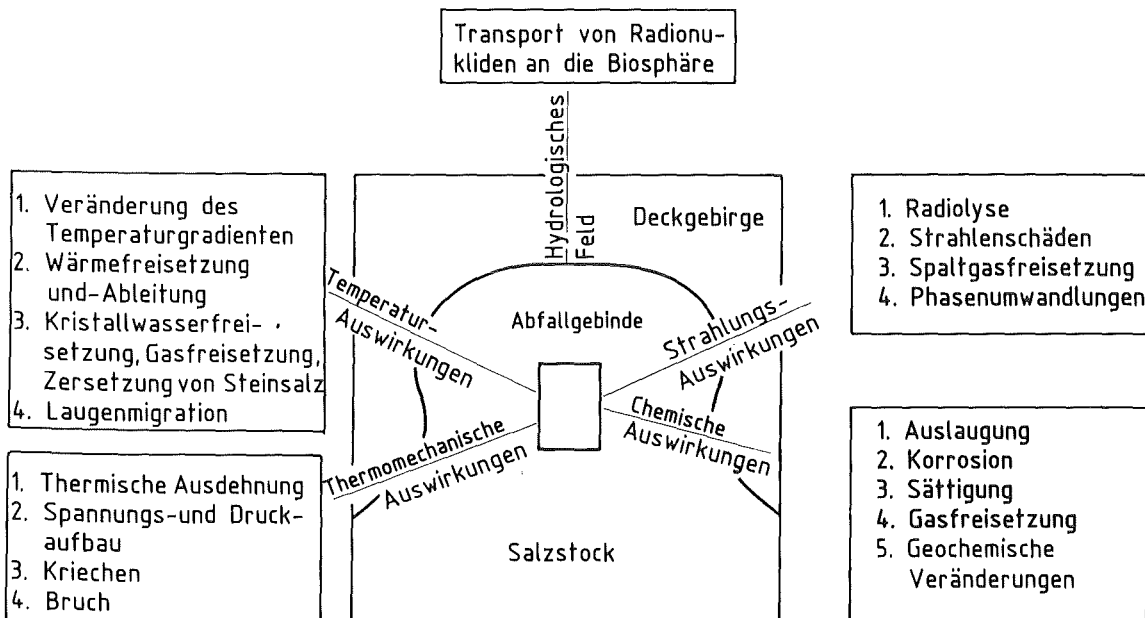 Transport von Radionu-
kliden an die Biosphäre
Hydrologisches
Feld
Deckgebirge
1. Veränderung des
Temperaturgradienten
2. Wärmefreisetzung
und-Ableitung
3. Kristallwasserfrei-
setzung, Gasfreisetzung,
Zersetzung von Steinsalz
4. Laugenmigration
1. Thermische Ausdehnung
2. Spannungs-und Druck-
aufbau
3. Kriechen
4. Bruch
Temperatur-
Auswirkungen
Thermomechanische
Auswirkungen
Abfallgebinde
Strahlungs-
Auswirkungen
Chemische
Auswirkungen
Salzstock
1. Radiolyse
2. Strahlenschäden
3. Spaltgasfreisetzung
4. Phasenumwandlungen
1. Auslaugung
2. Korrosion
3. Sättigung
4. Gasfreisetzung
5. Geochemische
Veränderungen